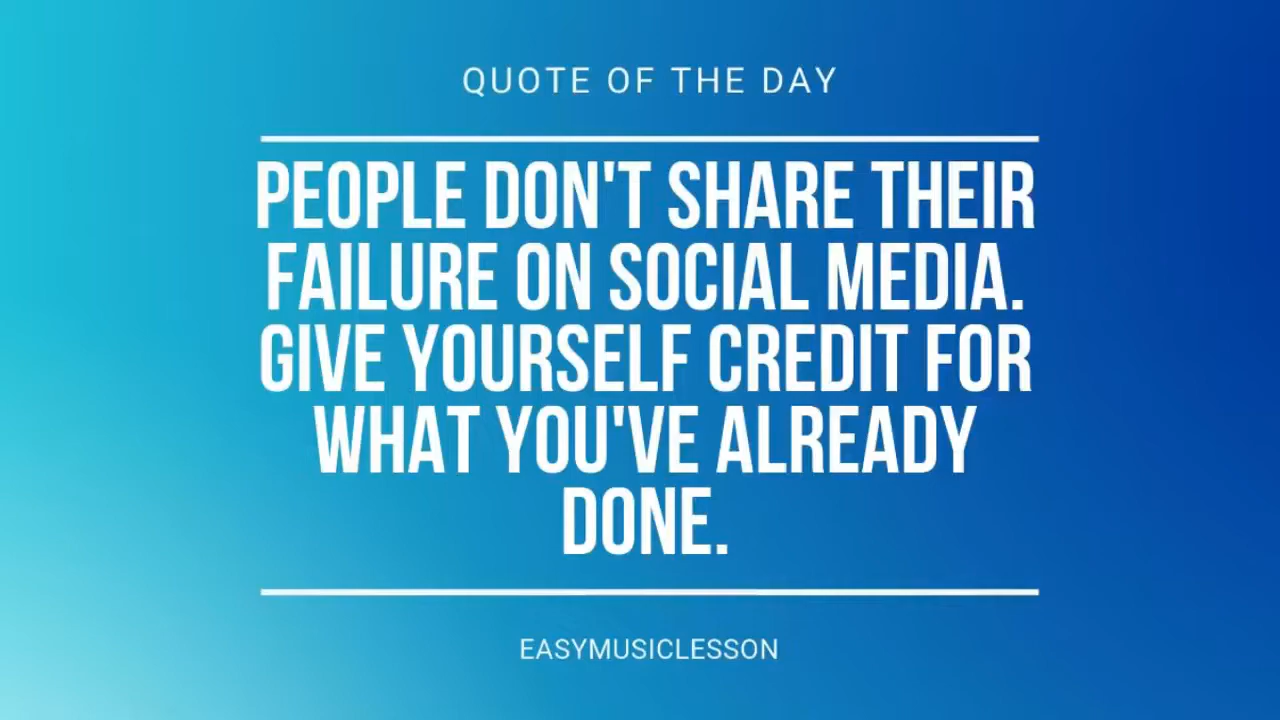 QUOTE OF THE DAY
PEOPLE DON'T SHARE THEIR
FAILURE ON SOCIAL MEDIA.
GIVE YOURSELF CREDIT FOR
WHAT YOU'VE ALREADY
DONE.
EASYMUSICLESSON